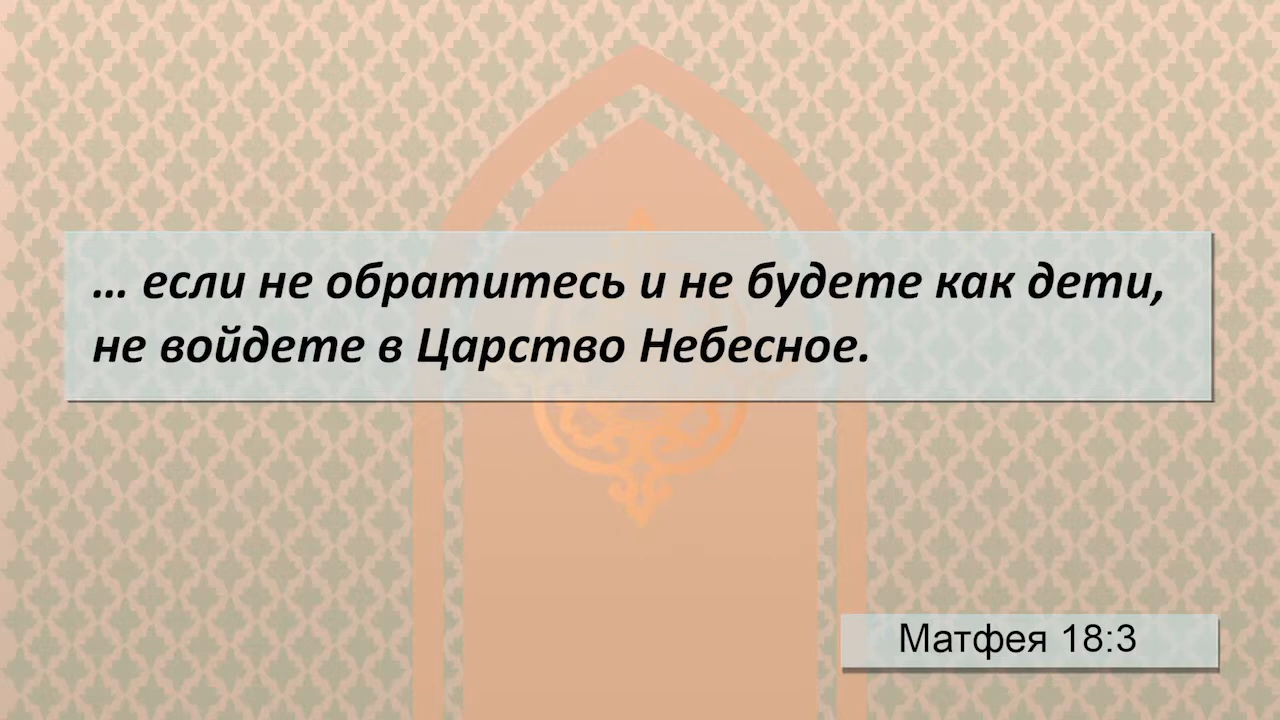 ... если не обратитесь и не будете как дети,
не войдете в Царство Небесное.
Матфея 18:3